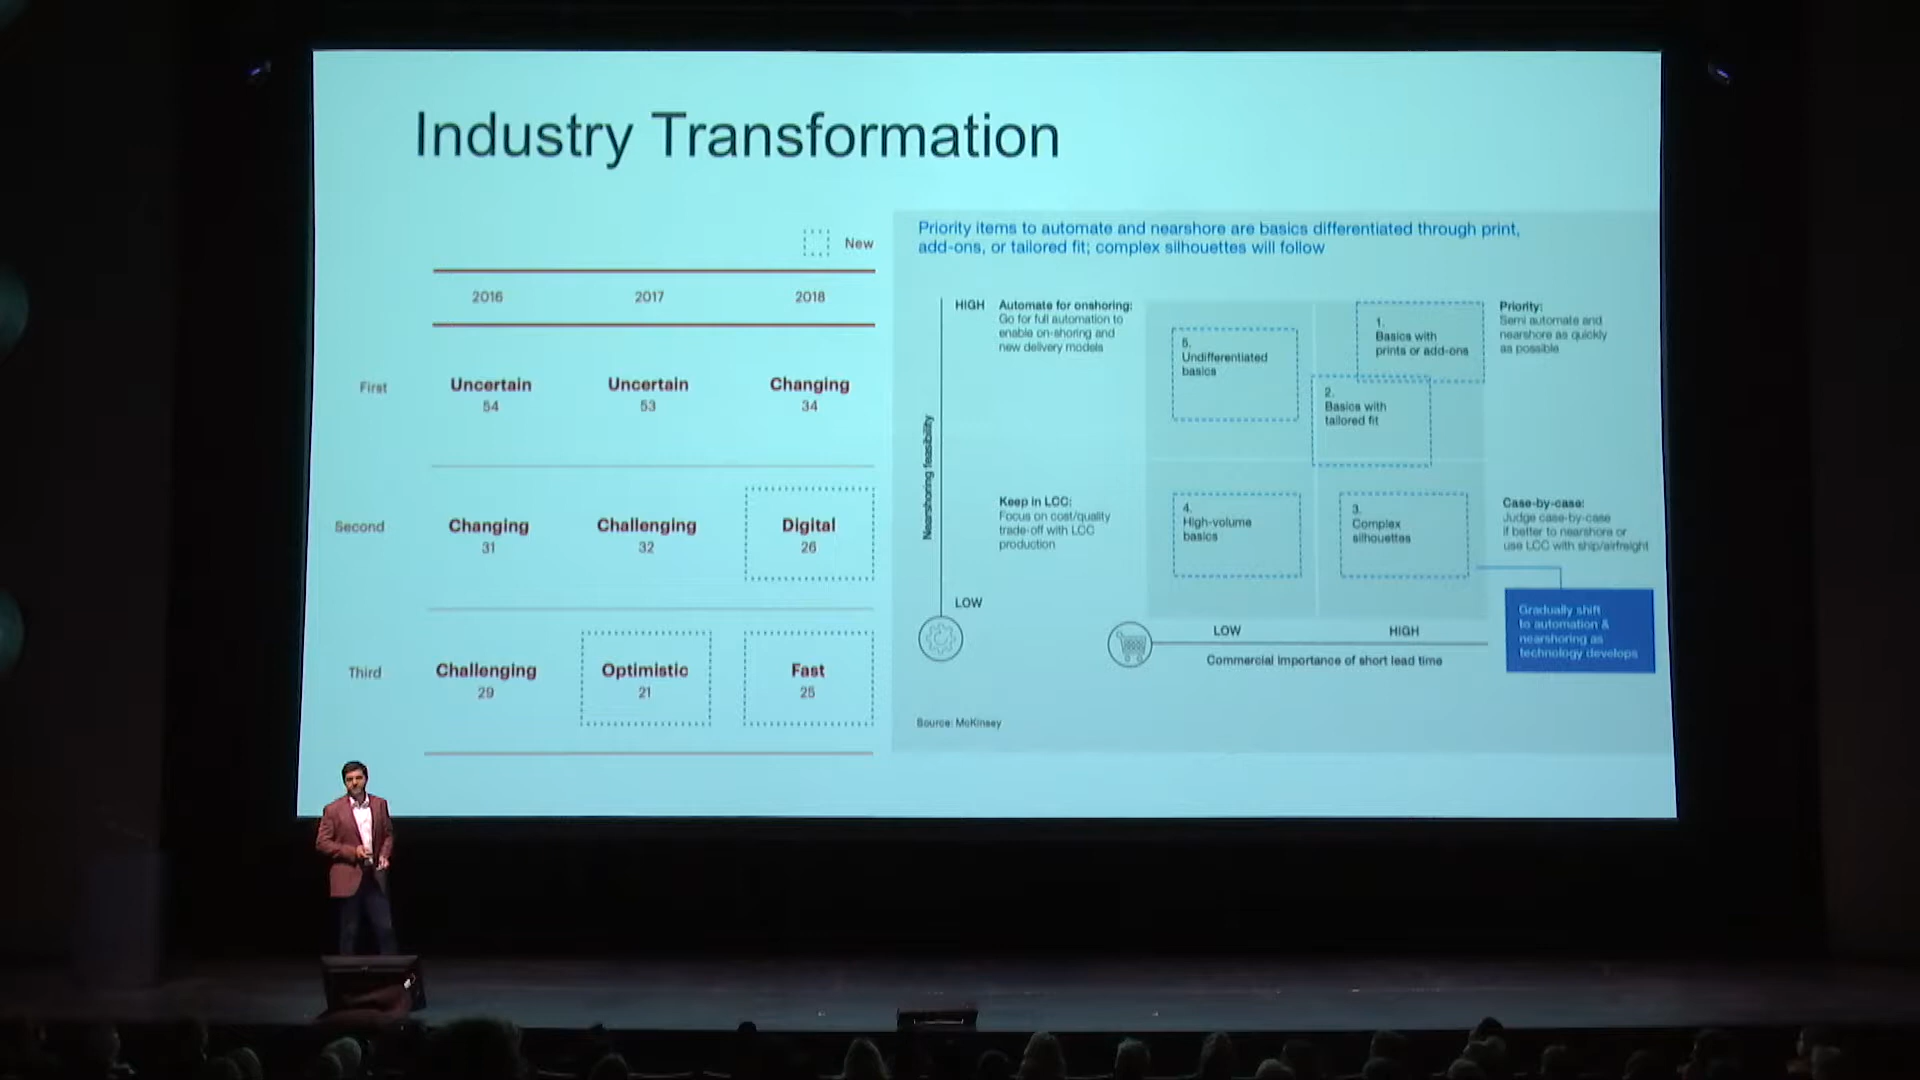 Industry Transformation
New
2016 2017 2018
First
Uncertain Uncertain Changing
54 53 34
Second
Changing Challenging Digital
31 32 26
Third
Challenging Optimistic Fast
29 21 25
Priority items to automate and nearshore are basics differentiated through print,
add-ons, or tailored fit; complex silhouettes will follow
Nearshoring feasibility
HIGH
Automate for onshoring:
Go for full automation to
enable on-shoring and
new delivery models
5.
Undifferentiated
basics
1.
Basics with
prints or add-ons
Priority:
Semi automate and
nearshore as quickly
as possible
2.
Basics with
tailored fit
Keep in LCC:
Focus on cost/quality
trade-off with LCC
production
4.
High-volume
basics
3.
Complex
silhouettes
Case-by-case:
Judge case-by-case
if better to nearshore or
use LCC with ship/airfreight
LOW
LOW HIGH
Commercial importance of short lead time
Gradually shift
to automation &
nearshoring as
technology develops
Source: McKinsey